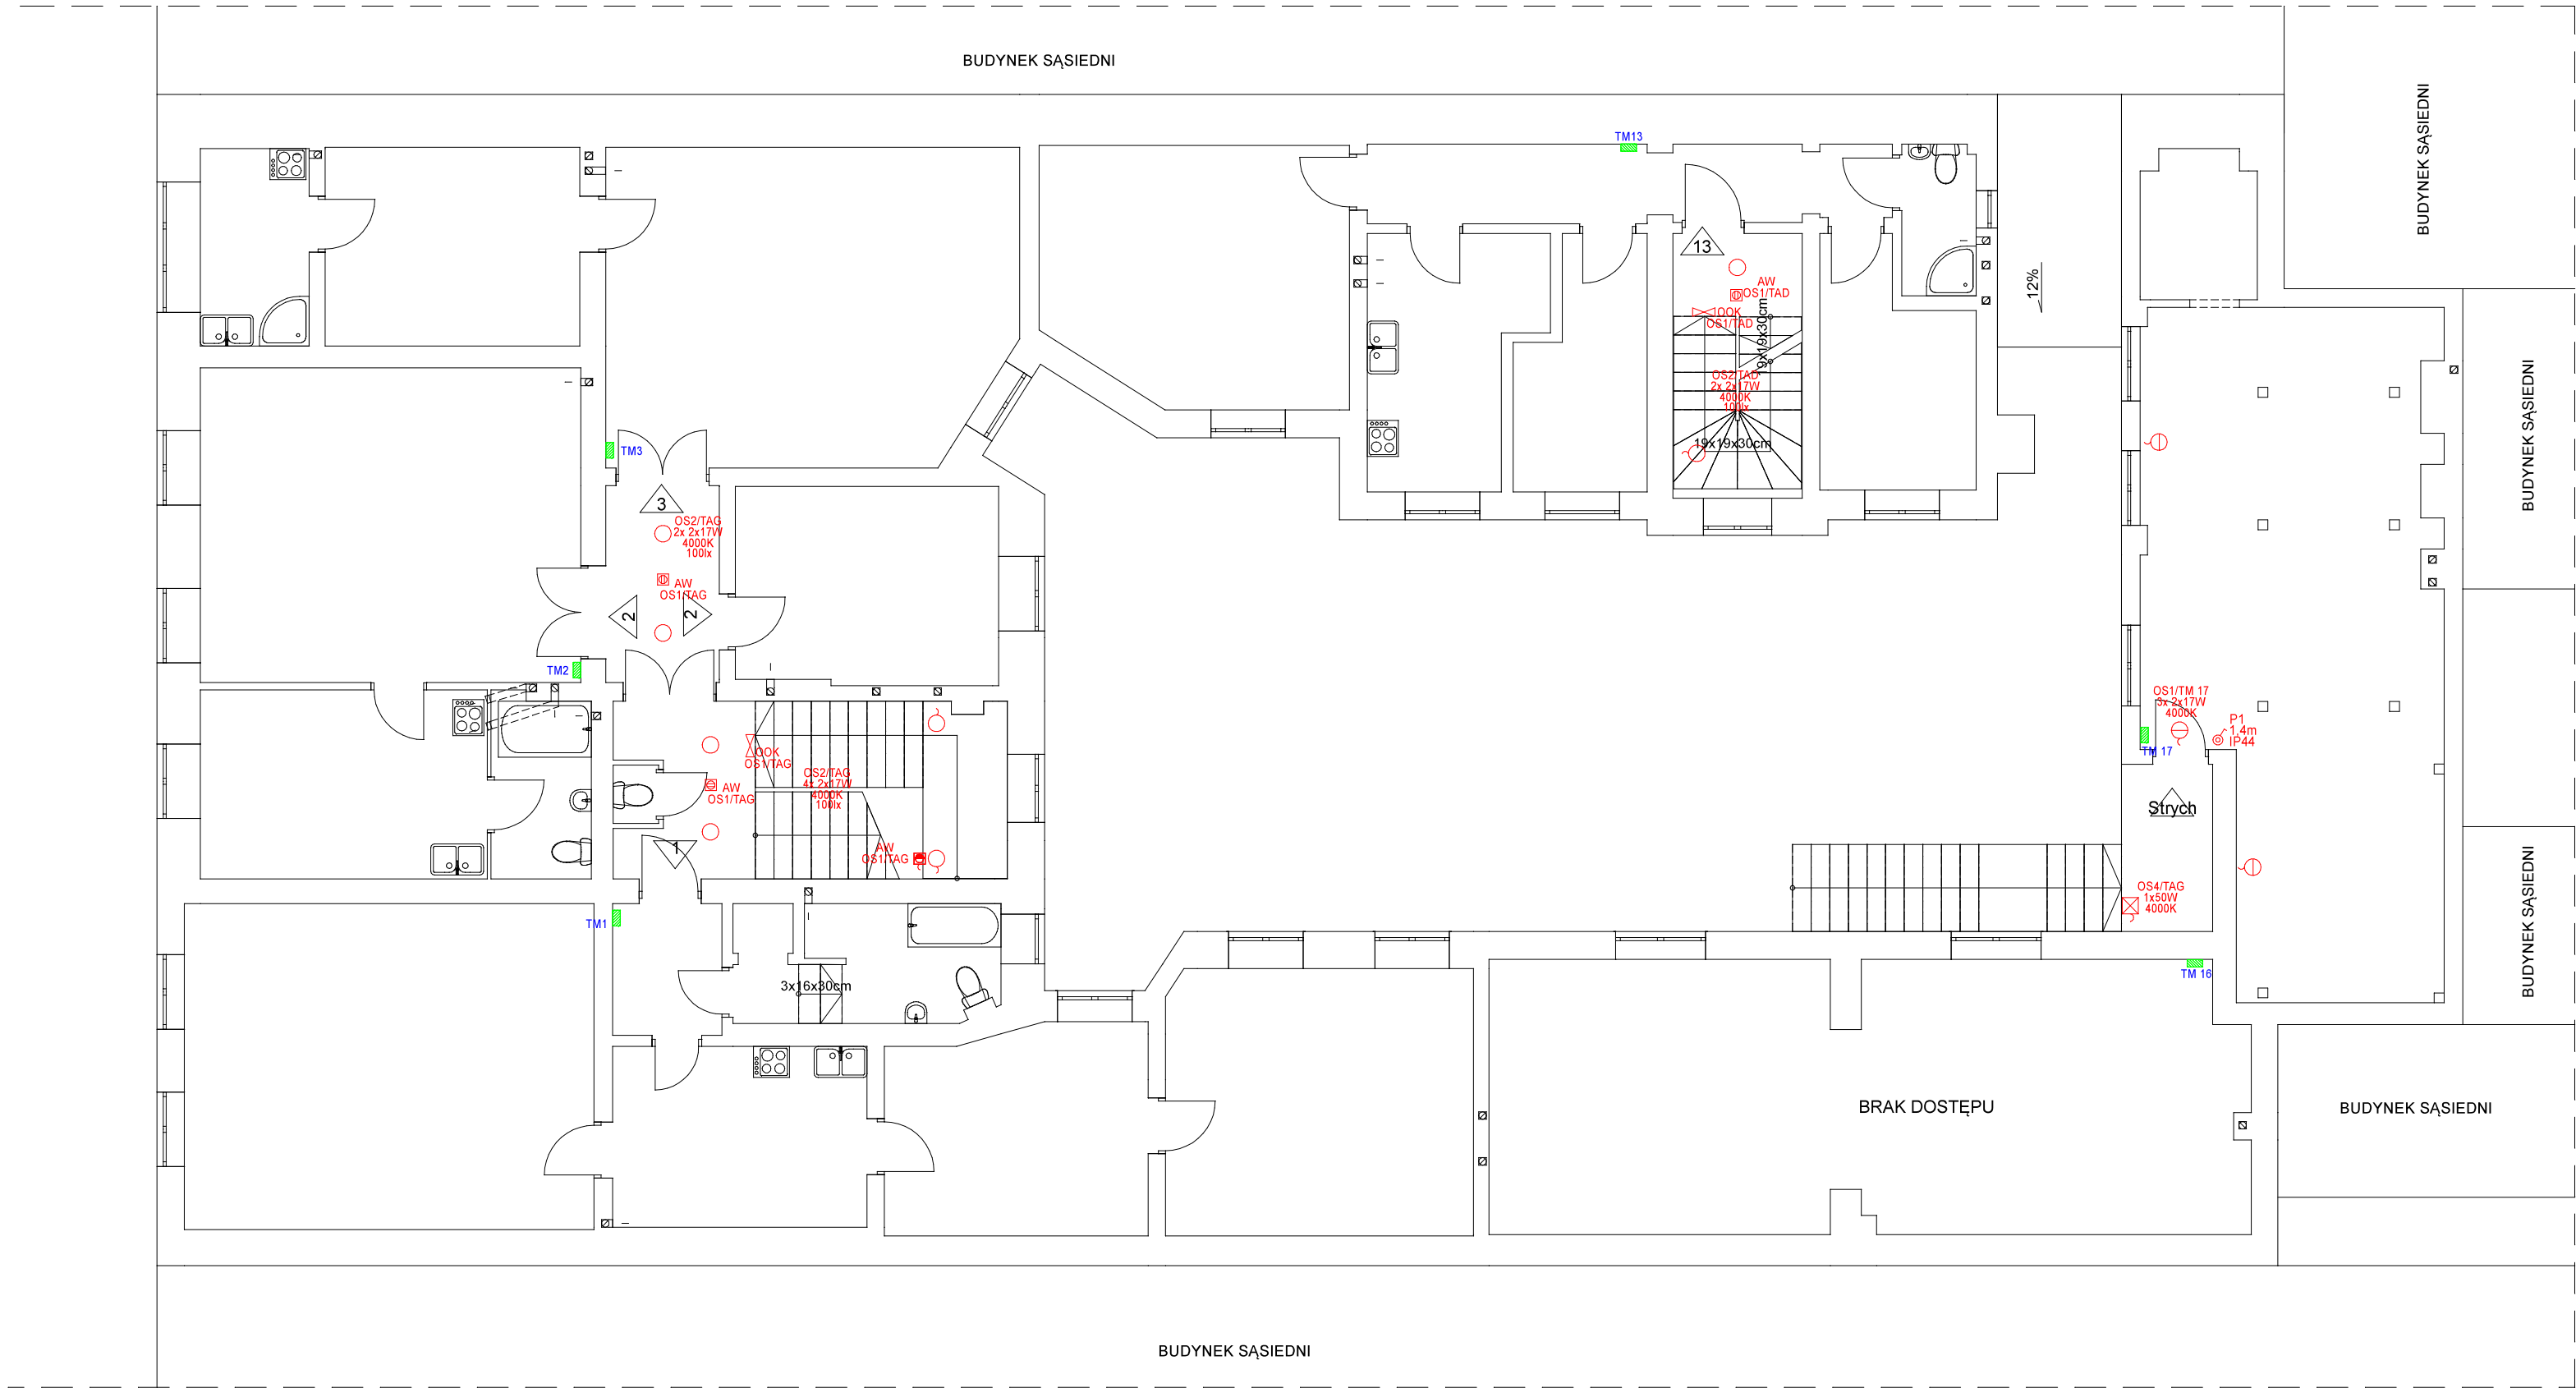 BUDYNEK SĄSIEDNI
BUDYNEK SĄSIEDNI
TM13
13
AW
OS1/TAD
OOK
OS1/TAD
19x19x30cm
12%
OS2/TAD
2x 2x17W
4000K
100lx
19x19x30cm
BUDYNEK SĄSIEDNI
TM3
3
OS2/TAG
2x 2x17W
4000K
100lx
AW
OS1/TAG
2
2
TM2
OOK
OS1/TAG
AW
OS1/TAG
OS2/TAG
4x 2x17W
4000K
100lx
OS1/TM 17
3x 2x17W
4000K
P1
1,4m
IP44
TM 17
Strych
1
AW
OS1/TAG
TM1
OS4/TAG
1x50W
4000K
BUDYNEK SĄSIEDNI
TM 16
3x16x30cm
BRAK DOSTĘPU
BUDYNEK SĄSIEDNI
BUDYNEK SĄSIEDNI